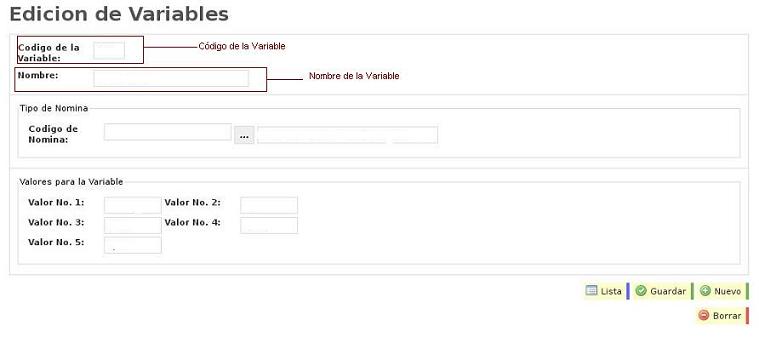 Edicion de Variables
Codigo de la Variable:
Código de la Variable
Nombre:
Nombre de la Variable
Tipo de Nomina
Codigo de Nomina:
...
Valores para la Variable
Valor No. 1: Valor No. 2:
Valor No. 3: Valor No. 4:
Valor No. 5:
Lista Guardar Nuevo
Borrar